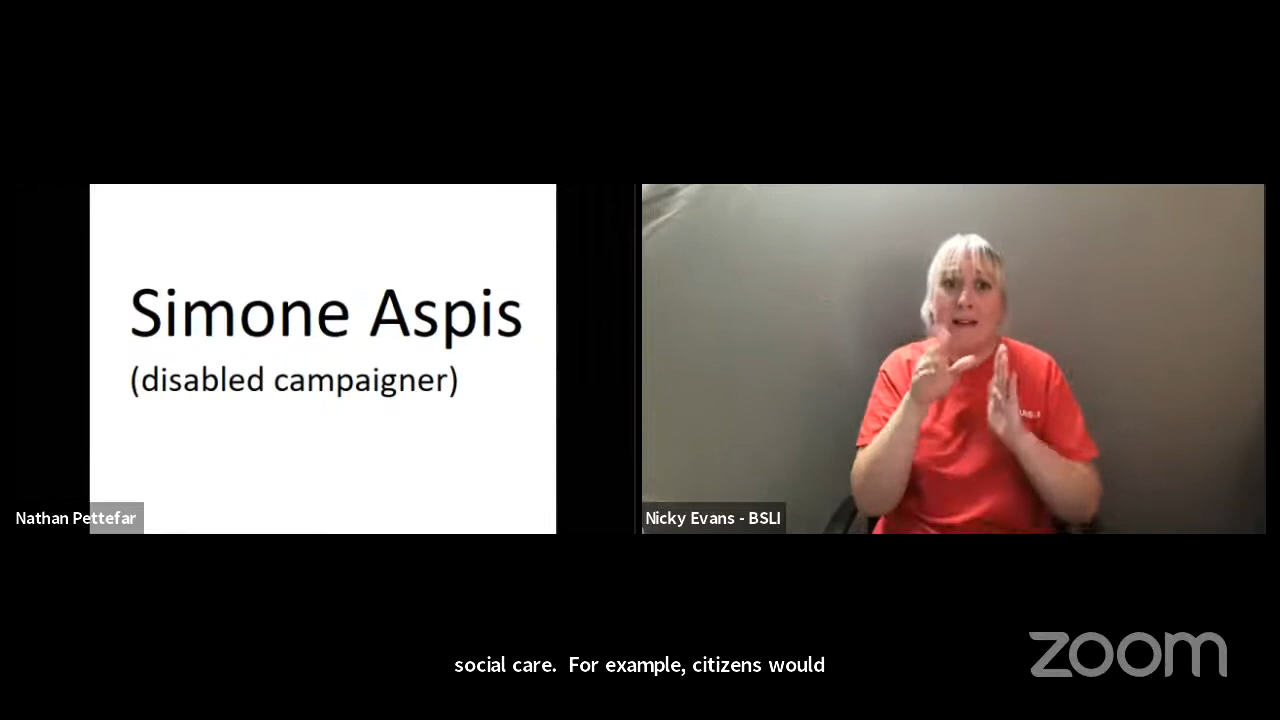 Simone Aspis
(disabled campaigner)
Nathan Pettefar
Nicky Evans - BSLI
social care.  For example, citizens would
zoom